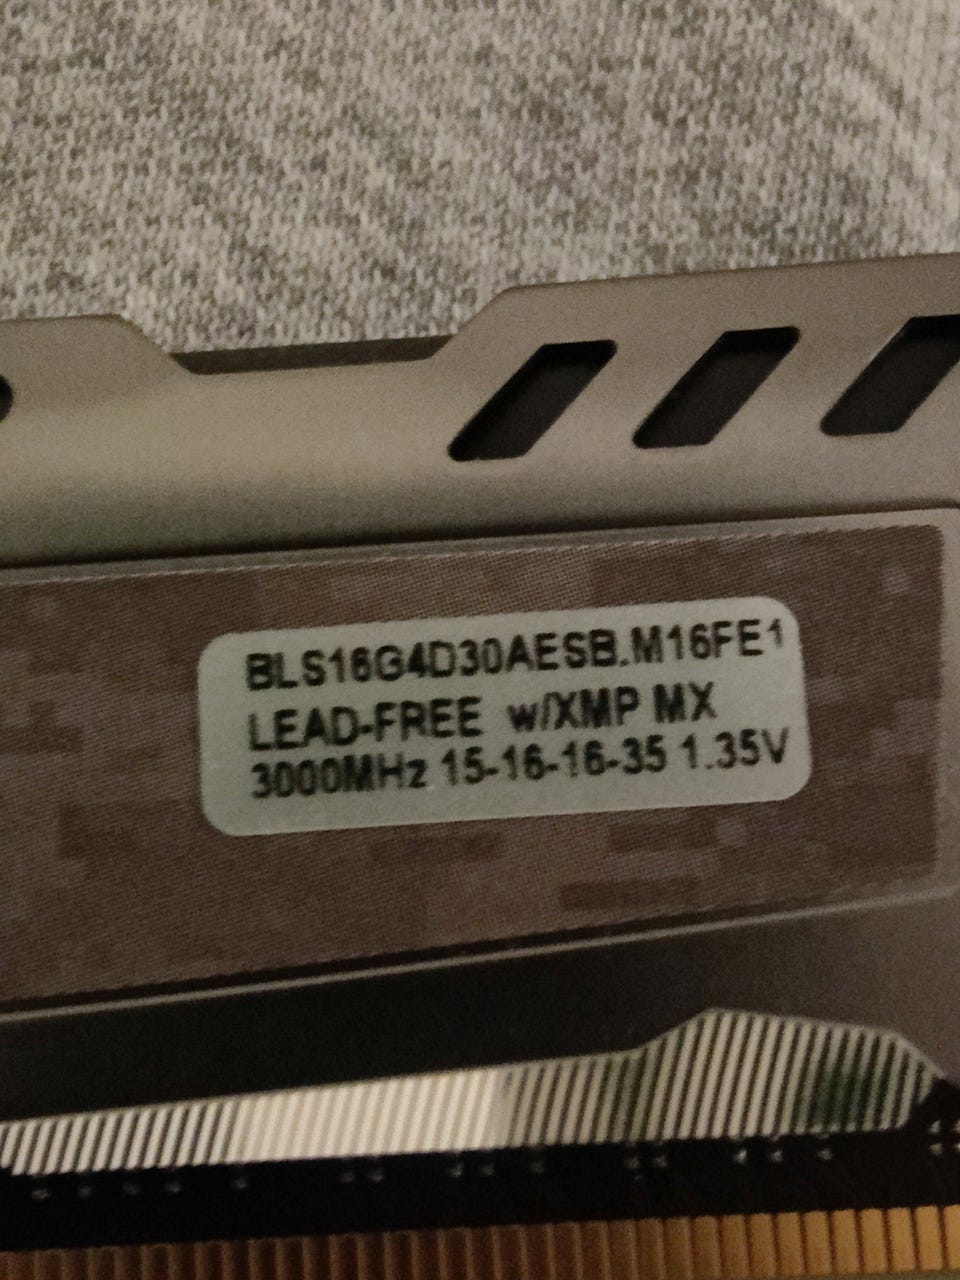 BLS16G4D30AESB.M16FE1
LEAD-FREE w/XMP MX
3000MHz 15-16-16-35 1.35V